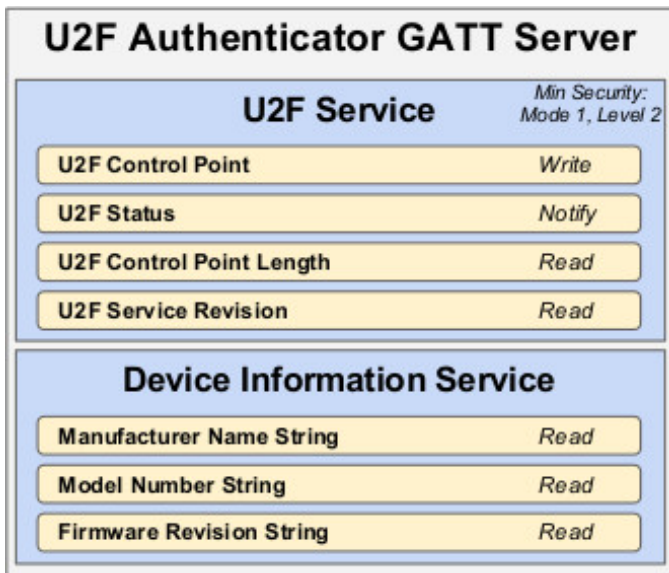 U2F Authenticator GATT Server
U2F Service
Min Security:
Mode 1, Level 2
U2F Control Point Write
U2F Status Notify
U2F Control Point Length Read
U2F Service Revision Read
Device Information Service
Manufacturer Name String Read
Model Number String Read
Firmware Revision String Read